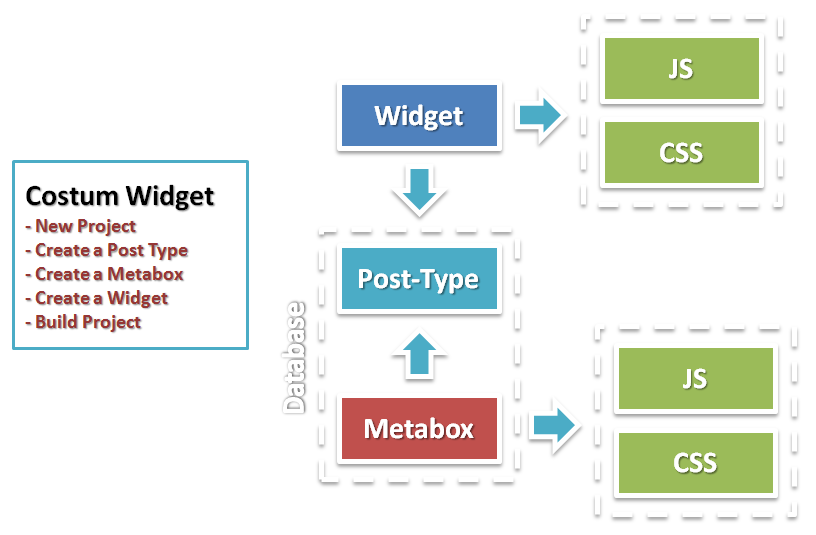 Costum Widget
- New Project
- Create a Post Type
- Create a Metabox
- Create a Widget
- Build Project
Widget
JS
CSS
Database
Post-Type
Metabox
JS
CSS